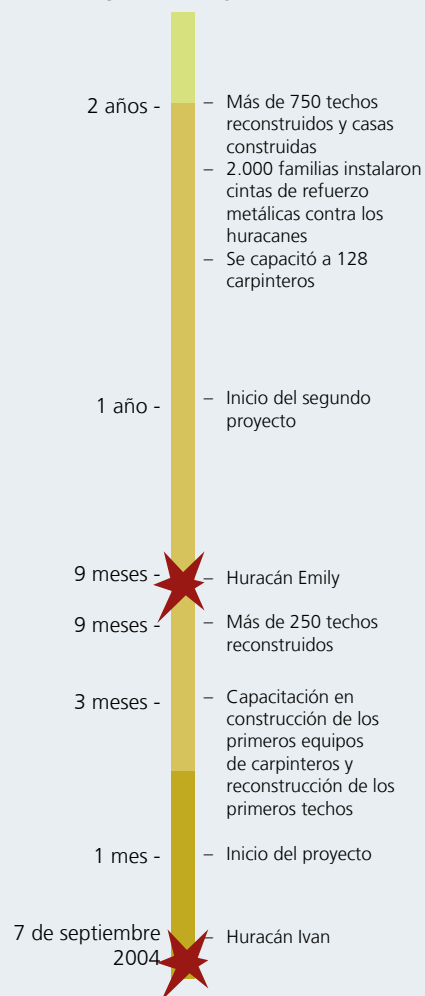 2 años -
– Más de 750 techos
reconstruidos y casas
construidas
– 2.000 familias instalaron
cintas de refuerzo
metálicas contra los
huracanes
– Se capacitó a 128
carpinteros
1 año -
– Inicio del segundo
proyecto
9 meses -
– Huracán Emily
9 meses -
– Más de 250 techos
reconstruidos
3 meses -
– Capacitación en
construcción de los
primeros equipos
de carpinteros y
reconstrucción de los
primeros techos
1 mes -
– Inicio del proyecto
7 de septiembre
2004
– Huracán Ivan